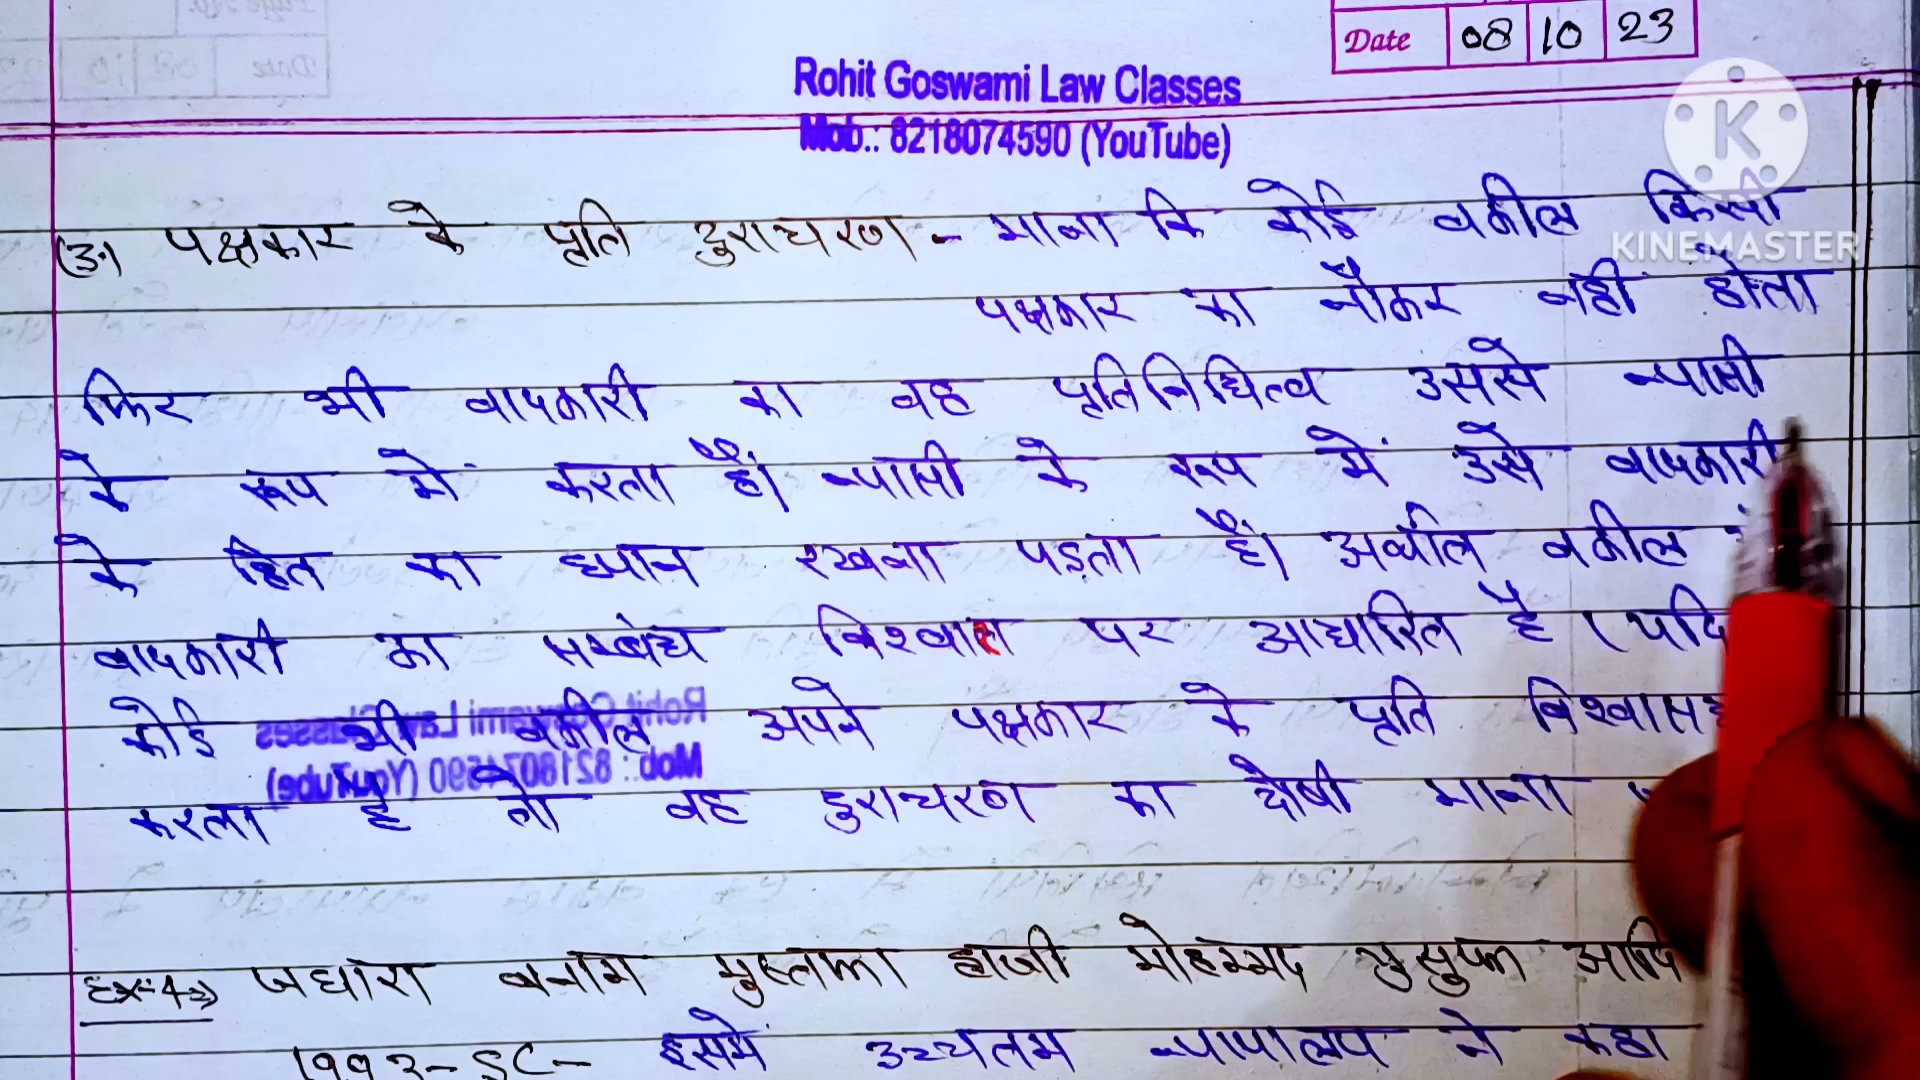 Date 08 10 23
Rohit Goswami Law Classes
Mob.: 8218074590 (YouTube)
KINEMASTER
(3.) पक्षकार के प्रति दुराचरण - माना कि कोई वकील किसी
पक्षकार का नौकर नहीं होता
फिर भी वादकारी का वह प्रतिनिधित्व उससे न्यासी
के रूप में करता है। न्यासी के रूप में उसे वादकारी
के हित का ध्यान रखना पड़ता है। अर्थात वकील
वादकारी का सम्बंध विश्वास पर आधारित है। यदि
कोई भी वकील अपने पक्षकार के प्रति
करता है तो वह दुराचरण का दोषी माना
Ex-4⇒ बनाम मुस्तफा हाजी मोहम्मद युसुफ आदि
1993-SC- इसमें उच्चतम न्यायालय ने कहा